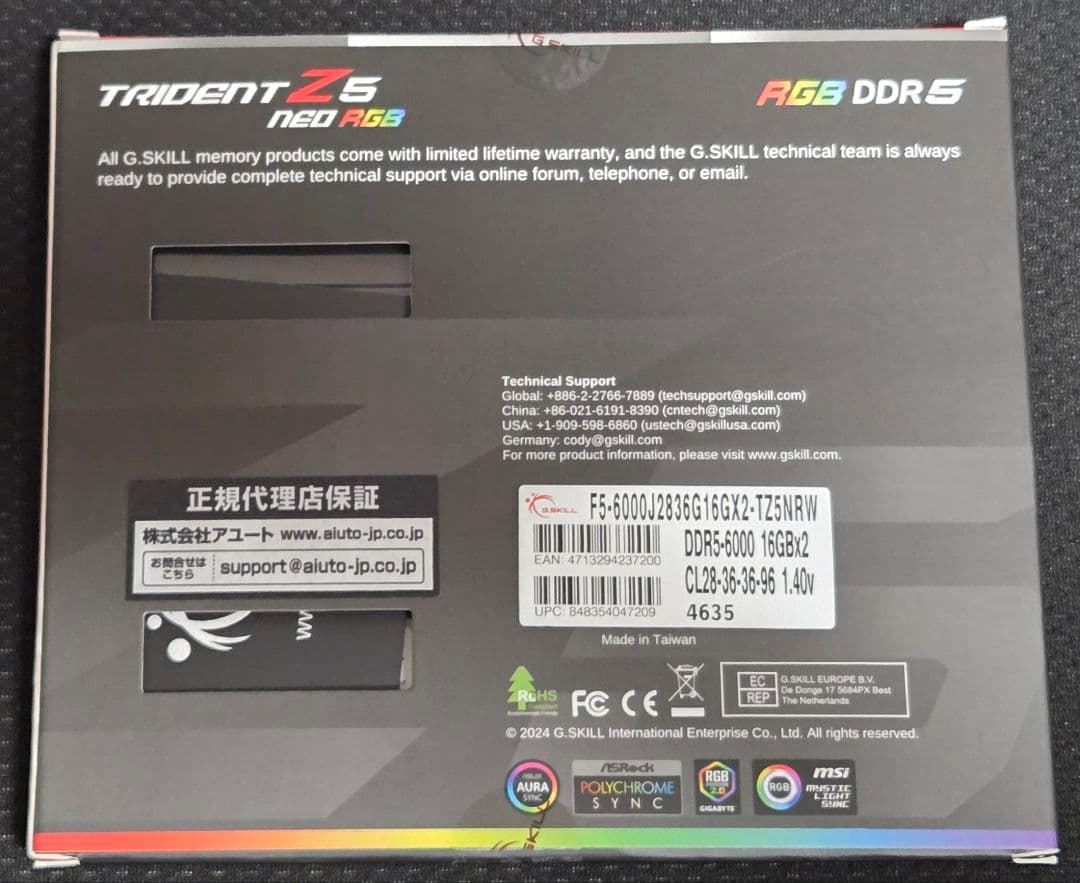 G.SKILL
TRIDENT Z5
NEO RGB
RGB DDR5
All G.SKILL memory products come with limited lifetime warranty, and the G.SKILL technical team is always
ready to provide complete technical support via online forum, telephone, or email.
Technical Support
Global: +886-2-2766-7889 (techsupport@gskill.com)
China: +86-021-6191-8390 (cntech@gskill.com)
USA: +1-909-598-6860 (ustech@gskillusa.com)
Germany: cody@gskill.com
For more product information, please visit www.gskill.com.
正規代理店保証
株式会社アユート www.aiuto-jp.co.jp
お問合せは
こちら
support@aiuto-jp.co.jp
G.SKILL F5-6000J2836G16GX2-TZ5NRW
DDR5-6000 16GBx2
EAN: 4713294237200
CL28-36-36-96 1.40v
UPC: 848354047209
4635
Made in Taiwan
RoHS
FC CE
EC
REP
G.SKILL EUROPE B.V.
De Donge 17 5684PX Best
The Netherlands
© 2024 G.SKILL International Enterprise Co., Ltd. All rights reserved.
ASUS
AURA
SYNC
ASRock
POLYCHROME
SYNC
RGB
2.0
GIGABYTE
RGB
msi
MYSTIC
LIGHT
SYNC